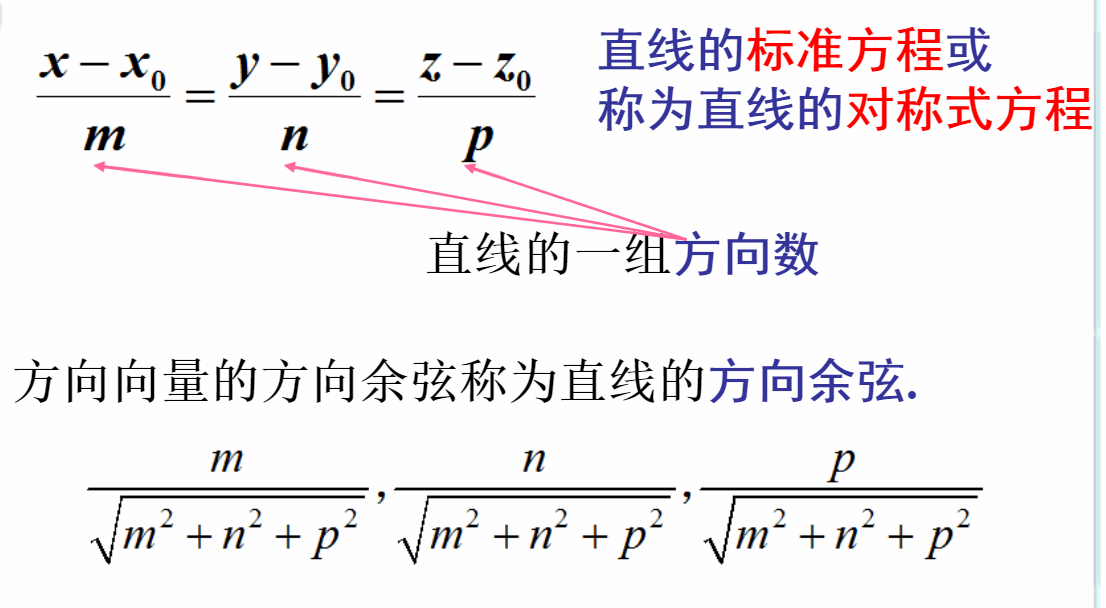 直线的标准方程或
称为直线的对称式方程
\frac{x-x_0}{m}=\frac{y-y_0}{n}=\frac{z-z_0}{p}
直线的一组方向数
方向向量的方向余弦称为直线的方向余弦.
\frac{m}{\sqrt{m^2+n^2+p^2}},\frac{n}{\sqrt{m^2+n^2+p^2}},\frac{p}{\sqrt{m^2+n^2+p^2}}